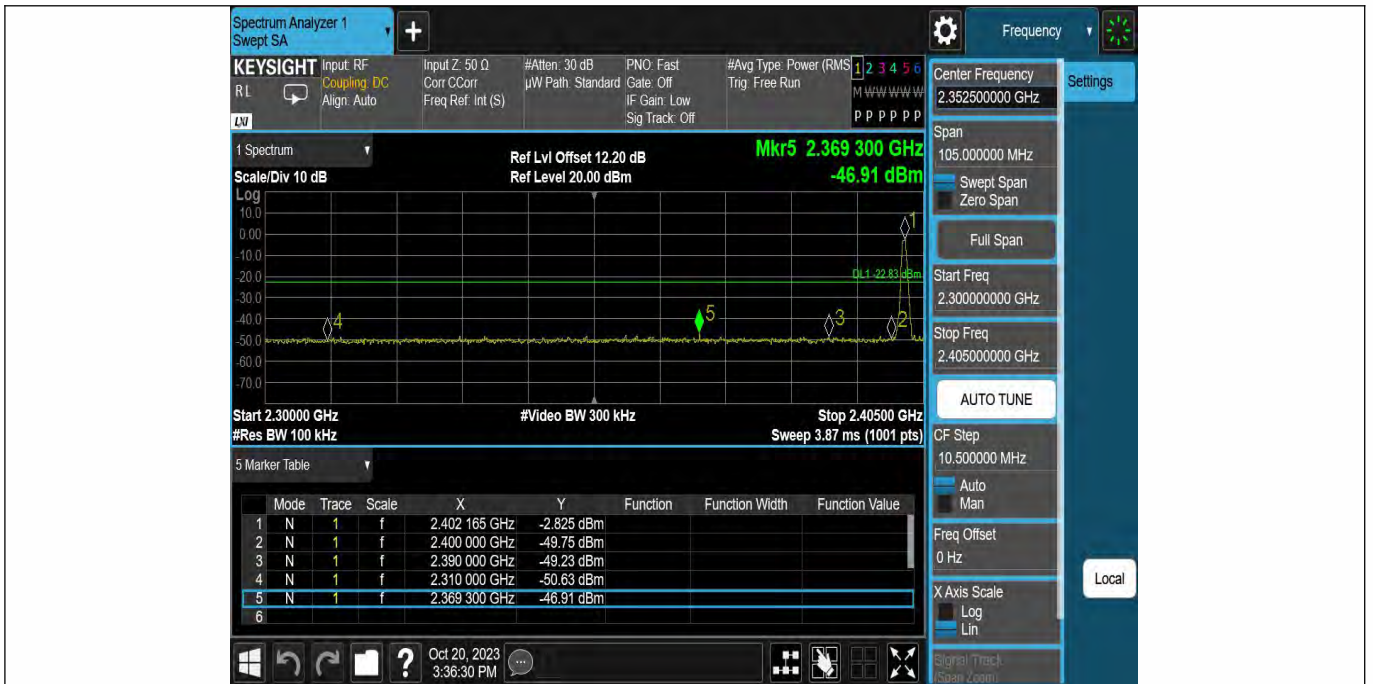 Spectrum Analyzer 1
Swept SA
+
Frequency
KEYSIGHT
RL
LXI
Input: RF
Coupling: DC
Align: Auto
Input Z: 50 Ω
Corr CCorr
Freq Ref: Int (S)
#Atten: 30 dB
µW Path: Standard
PNO: Fast
Gate: Off
IF Gain: Low
Sig Track: Off
#Avg Type: Power (RMS
Trig: Free Run
1 2 3 4 5 6
M W W W W W
P P P P P P
Center Frequency
2.352500000 GHz
Settings
Span
105.000000 MHz
Swept Span
Zero Span
Full Span
Start Freq
2.300000000 GHz
Stop Freq
2.405000000 GHz
AUTO TUNE
CF Step
10.500000 MHz
Auto
Man
Freq Offset
0 Hz
X Axis Scale
Log
Lin
Signal Track
(Span Zoom)
Local
1 Spectrum
Scale/Div 10 dB
Ref Lvl Offset 12.20 dB
Ref Level 20.00 dBm
Mkr5 2.369 300 GHz
-46.91 dBm
Log
10.0
0.00
-10.0
-20.0
-30.0
-40.0
-50.0
-60.0
-70.0
DL1 -22.83 dBm
1
4
5
3
2
Start 2.30000 GHz
#Video BW 300 kHz
Stop 2.40500 GHz
#Res BW 100 kHz
Sweep 3.87 ms (1001 pts)
5 Marker Table
Mode Trace Scale X Y Function Function Width Function Value
1 N 1 f 2.402 165 GHz -2.825 dBm
2 N 1 f 2.400 000 GHz -49.75 dBm
3 N 1 f 2.390 000 GHz -49.23 dBm
4 N 1 f 2.310 000 GHz -50.63 dBm
5 N 1 f 2.369 300 GHz -46.91 dBm
6
?
Oct 20, 2023
3:36:30 PM